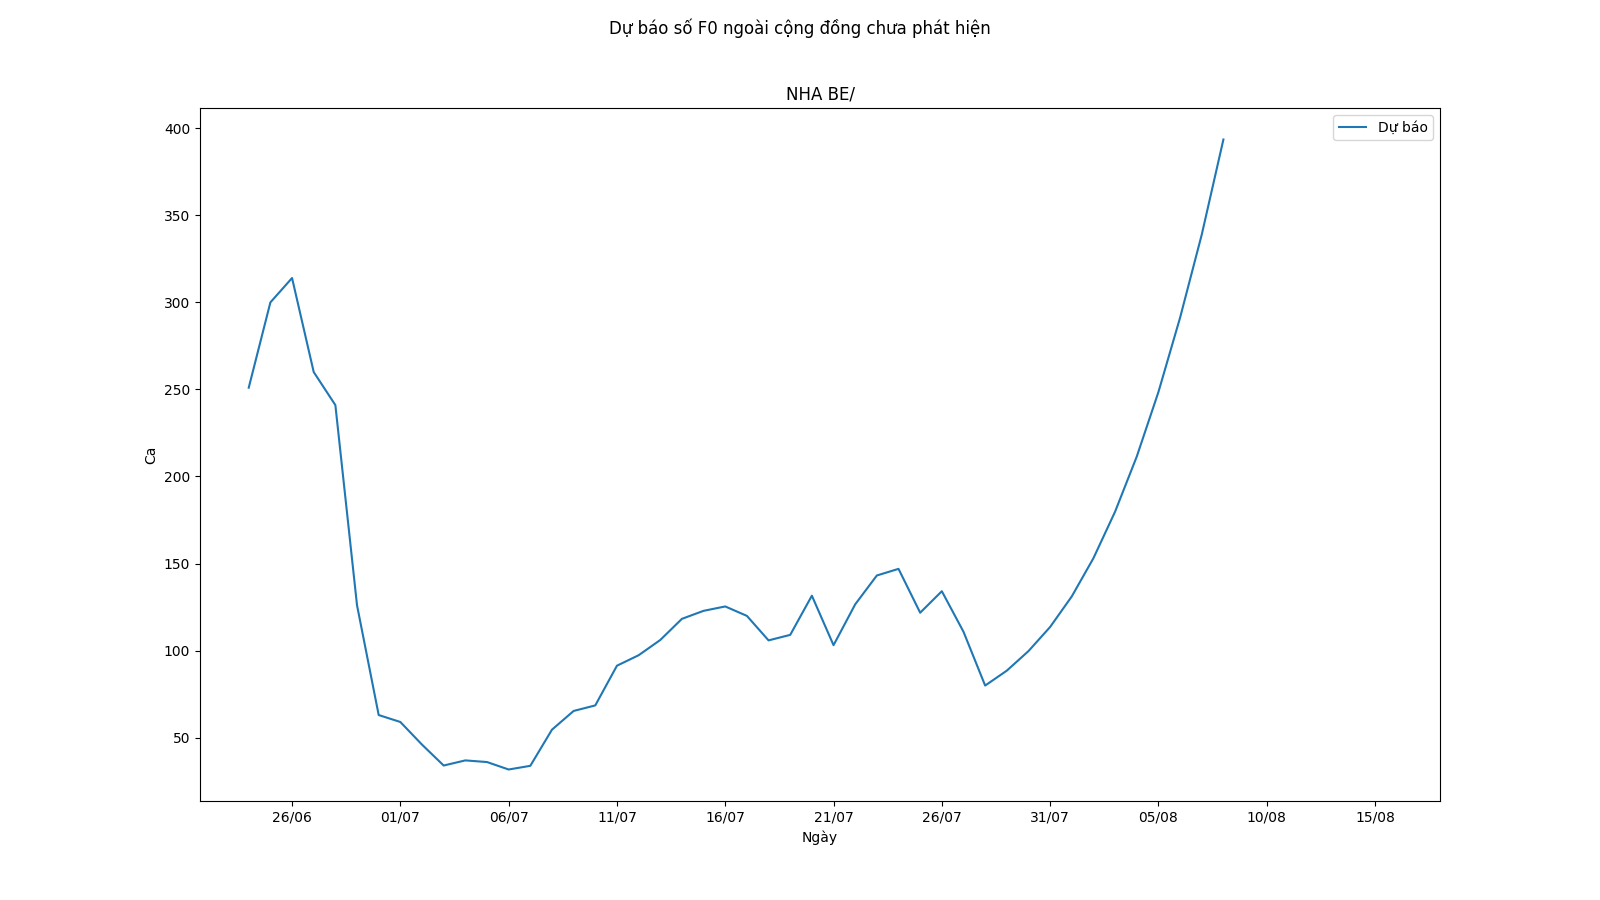 Dự báo số F0 ngoài cộng đồng chưa phát hiện
NHA BE/
Dự báo
400
350
300
250
200
150
100
50
Ca
26/06 01/07 06/07 11/07 16/07 21/07 26/07 31/07 05/08 10/08 15/08
Ngày